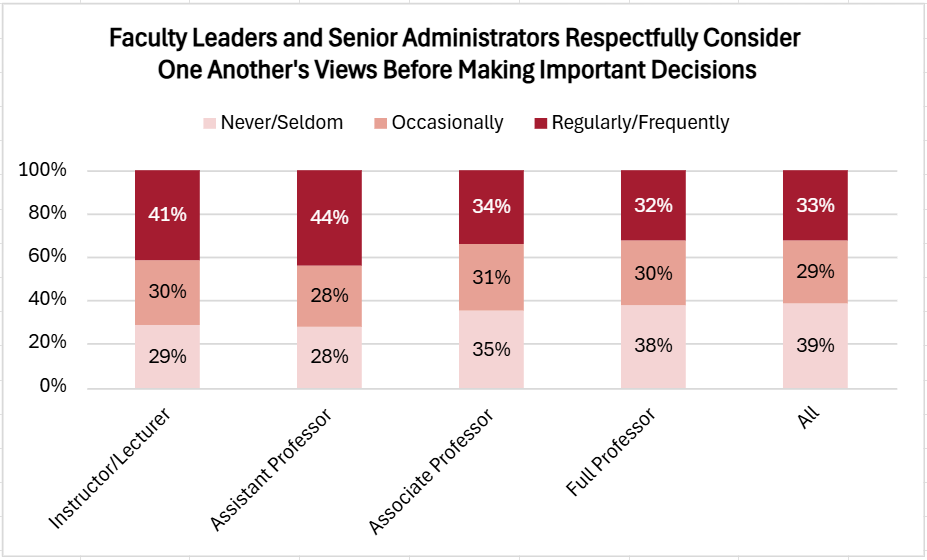 Faculty Leaders and Senior Administrators Respectfully Consider
One Another's Views Before Making Important Decisions
Never/Seldom Occasionally Regularly/Frequently
100%
80%
60%
40%
20%
0%
41% 44% 34% 32% 33%
30% 28% 31% 30% 29%
29% 28% 35% 38% 39%
Instructor/Lecturer
Assistant Professor
Associate Professor
Full Professor
All